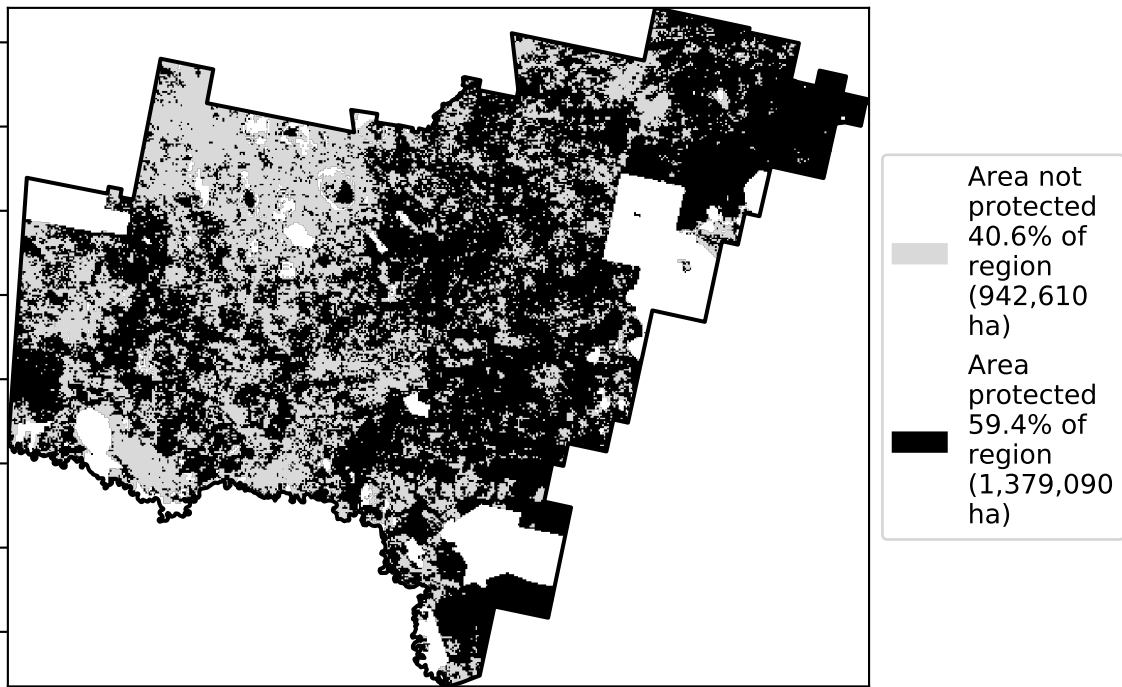 Area not
protected
40.6% of
region
(942,610
ha)
Area
protected
59.4% of
region
(1,379,090
ha)